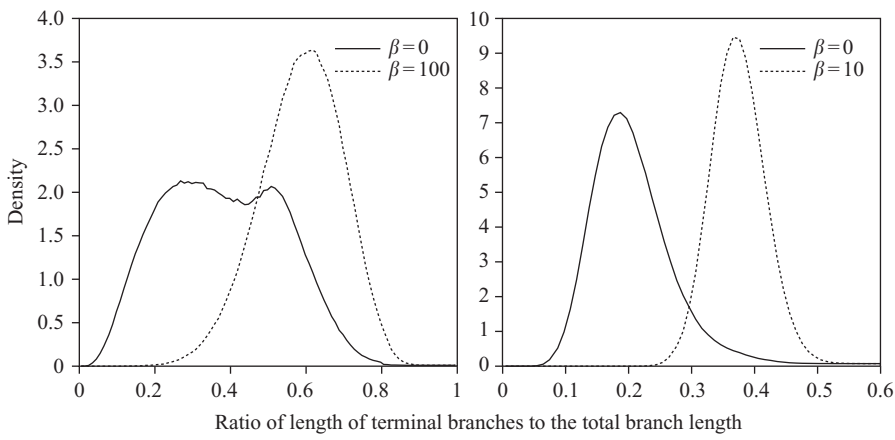 4.0
3.5
3.0
2.5
2.0
1.5
1.0
0.5
0
Density
β=0
β=100
0 0.2 0.4 0.6 0.8 1
10
9
8
7
6
5
4
3
2
1
0
β=0
β=10
0 0.1 0.2 0.3 0.4 0.5 0.6
Ratio of length of terminal branches to the total branch length